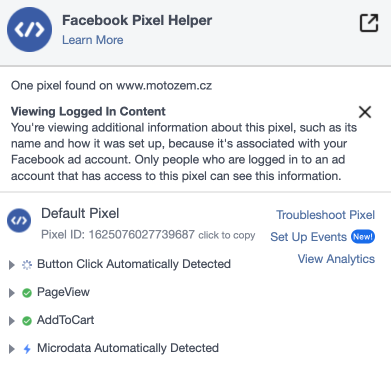 Facebook Pixel Helper
Learn More
One pixel found on www.motozem.cz
Viewing Logged In Content
You're viewing additional information about this pixel, such as its
name and how it was set up, because it's associated with your
Facebook ad account. Only people who are logged in to an ad
account that has access to this pixel can see this information.
Default Pixel
Troubleshoot Pixel
Pixel ID: 1625076027739687 click to copy
Set Up Events New!
View Analytics
Button Click Automatically Detected
PageView
AddToCart
Microdata Automatically Detected